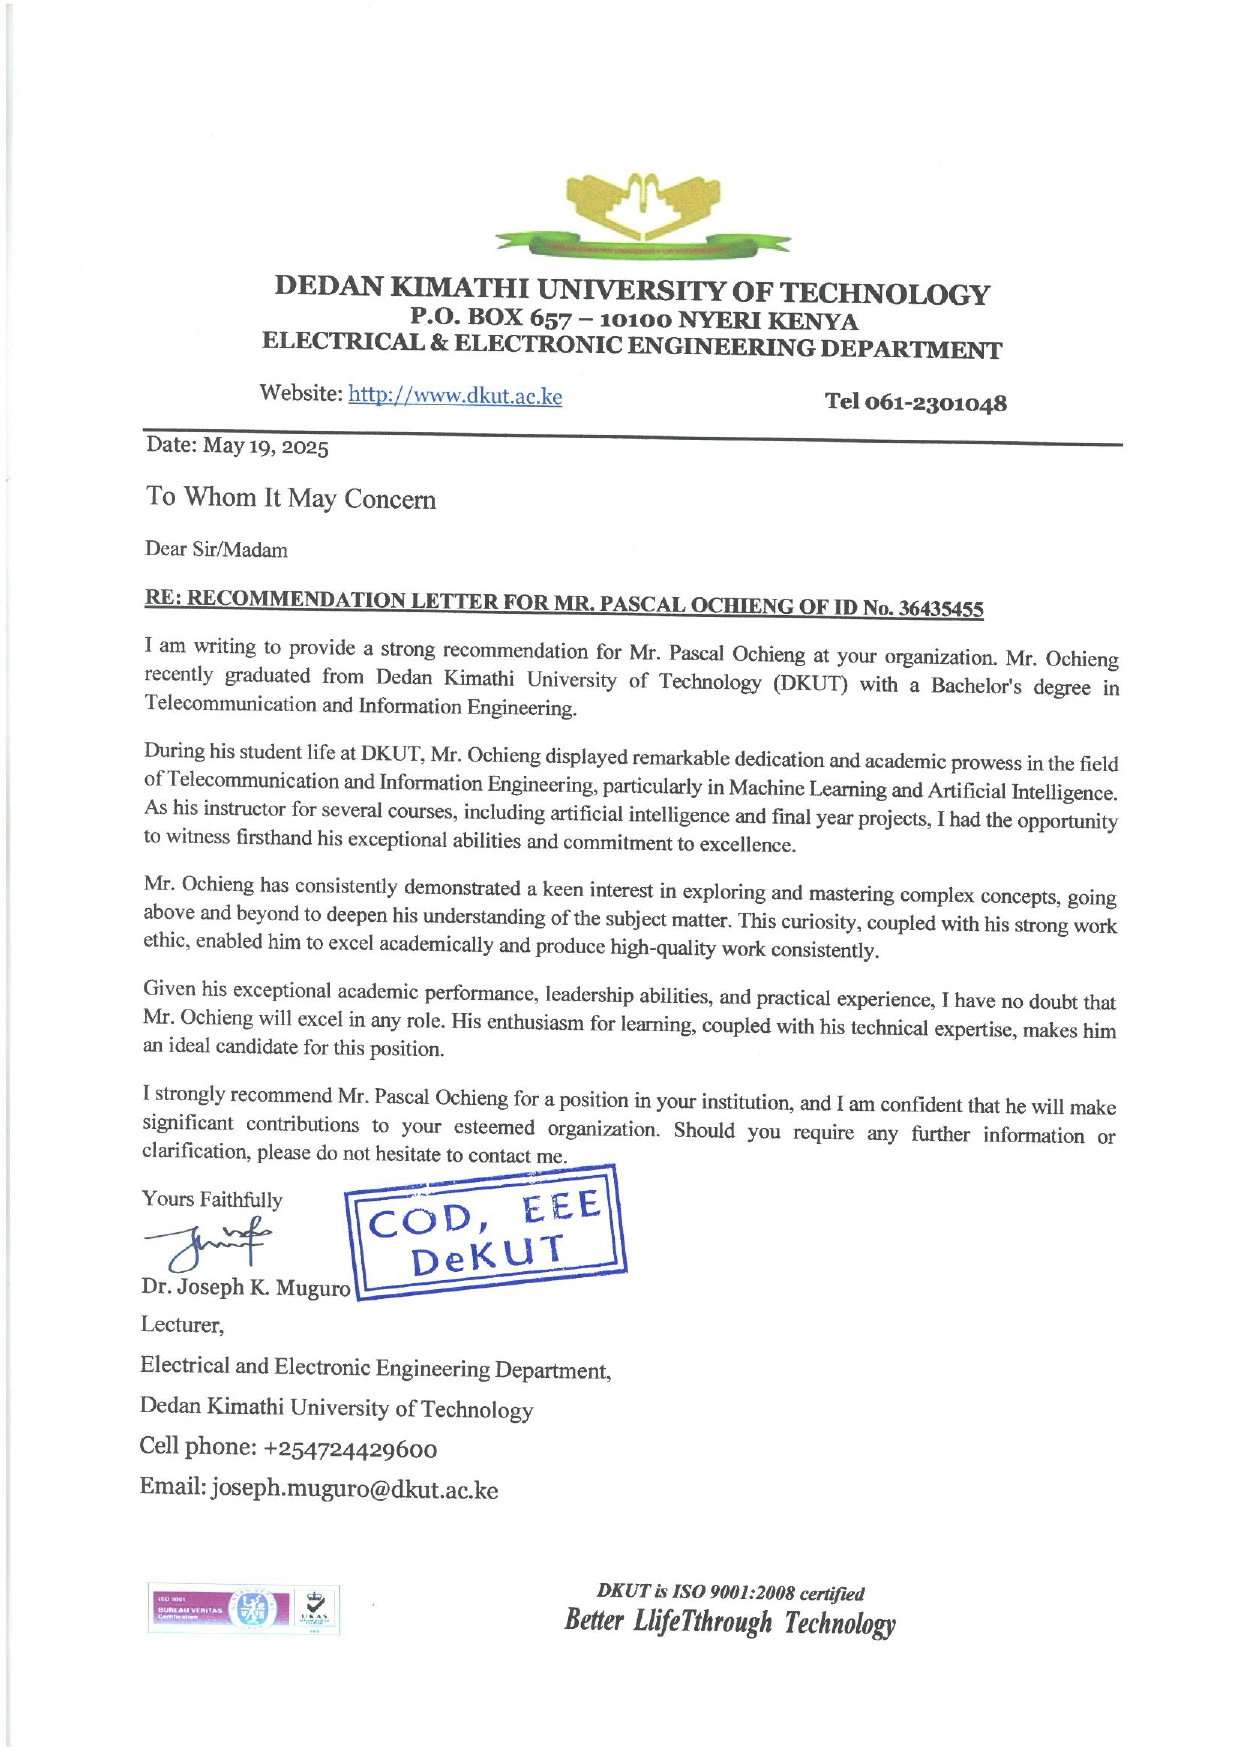 DEDAN KIMATHI UNIVERSITY OF TECHNOLOGY
P.O. BOX 657 – 10100 NYERI KENYA
ELECTRICAL & ELECTRONIC ENGINEERING DEPARTMENT
Website: http://www.dkut.ac.ke Tel 061-2301048
Date: May 19, 2025
To Whom It May Concern
Dear Sir/Madam
RE: RECOMMENDATION LETTER FOR MR. PASCAL OCHIENG OF ID No. 36435455
I am writing to provide a strong recommendation for Mr. Pascal Ochieng at your organization. Mr. Ochieng
recently graduated from Dedan Kimathi University of Technology (DKUT) with a Bachelor's degree in
Telecommunication and Information Engineering.
During his student life at DKUT, Mr. Ochieng displayed remarkable dedication and academic prowess in the field
of Telecommunication and Information Engineering, particularly in Machine Learning and Artificial Intelligence.
As his instructor for several courses, including artificial intelligence and final year projects, I had the opportunity
to witness firsthand his exceptional abilities and commitment to excellence.
Mr. Ochieng has consistently demonstrated a keen interest in exploring and mastering complex concepts, going
above and beyond to deepen his understanding of the subject matter. This curiosity, coupled with his strong work
ethic, enabled him to excel academically and produce high-quality work consistently.
Given his exceptional academic performance, leadership abilities, and practical experience, I have no doubt that
Mr. Ochieng will excel in any role. His enthusiasm for learning, coupled with his technical expertise, makes him
an ideal candidate for this position.
I strongly recommend Mr. Pascal Ochieng for a position in your institution, and I am confident that he will make
significant contributions to your esteemed organization. Should you require any further information or
clarification, please do not hesitate to contact me.
Yours Faithfully
COD, EEE
DeKUT
Dr. Joseph K. Muguro
Lecturer,
Electrical and Electronic Engineering Department,
Dedan Kimathi University of Technology
Cell phone: +254724429600
Email: joseph.muguro@dkut.ac.ke
ISO 9001
BUREAU VERITAS
Certification
UKAS
DKUT is ISO 9001:2008 certified
Better LlifeTthrough Technology